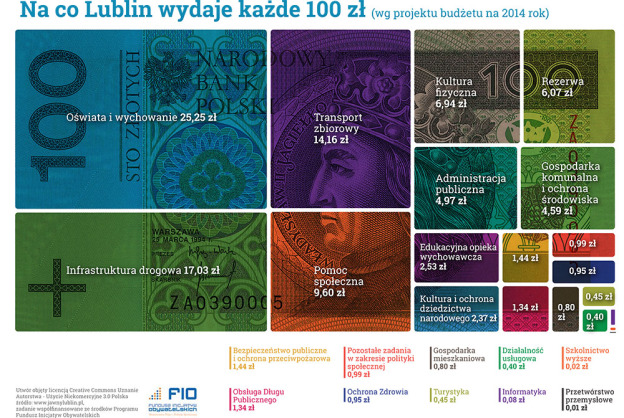 Na co Lublin wydaje każde 100 zł (wg projektu budżetu na 2014 rok)
100
STO ZŁOTYCH
NARODOWY
BANK
POLSKI
Oświata i wychowanie 25,25 zł
Transport
zbiorowy
14,16 zł
100
Kultura
fizyczna
6,94 zł
Rezerwa
6,07 zł
Administracja
publiczna
4,97 zł
Gospodarka
komunalna
i ochrona
środowiska
4,59 zł
WARSZAWA
25 MARCA 1994 r.
Infrastruktura drogowa 17,03 zł
ZA0390005
Pomoc
społeczna
9,60 zł
Edukacyjna opieka
wychowawcza
2,53 zł
1,44 zł
0,99 zł
0,95 zł
Kultura i ochrona
dziedzictwa
narodowego 2,37 zł
1,34 zł
0,80
zł
0,45 zł
0,40
zł
Utwór objęty licencją Creative Commons Uznanie
Autorstwa - Użycie Niekomercyjne 3.0 Polska
źródło: www.jawnylublin.pl,
zadanie współfinansowane ze środków Programu
Fundusz Inicjatyw Obywatelskich
FIO
FUNDUSZ INICJATYW
OBYWATELSKICH
Bezpieczeństwo publiczne
i ochrona przeciwpożarowa
1,44 zł
Pozostałe zadania
w zakresie polityki
społecznej
0,99 zł
Gospodarka
mieszkaniowa
0,80 zł
Działalność
usługowa
0,40 zł
Szkolnictwo
wyższe
0,02 zł
Obsługa Długu
Publicznego
1,34 zł
Ochrona Zdrowia
0,95 zł
Turystyka
0,45 zł
Informatyka
0,08 zł
Przetwórstwo
przemysłowe
0,01 zł